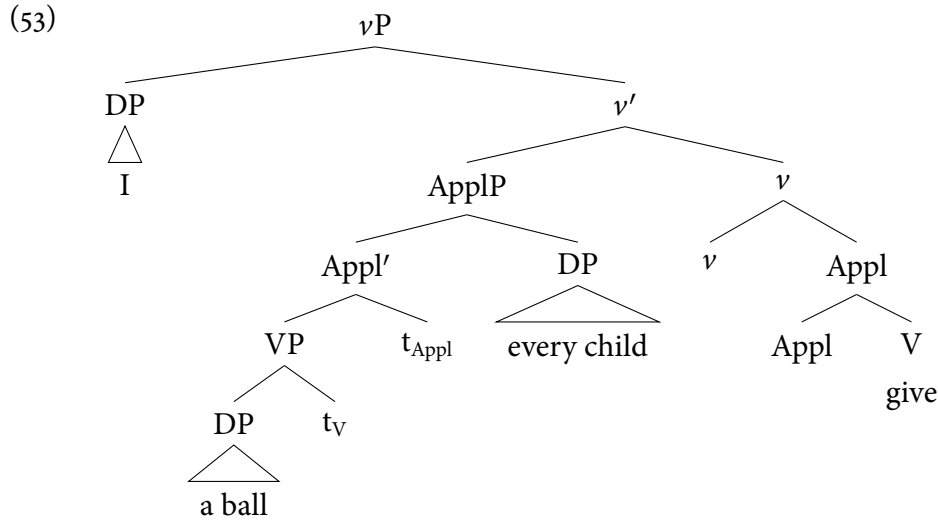 (53)
vP
DP v′
I ApplP v
Appl′ DP v Appl
VP t_Appl every child Appl V
DP t_V give
a ball